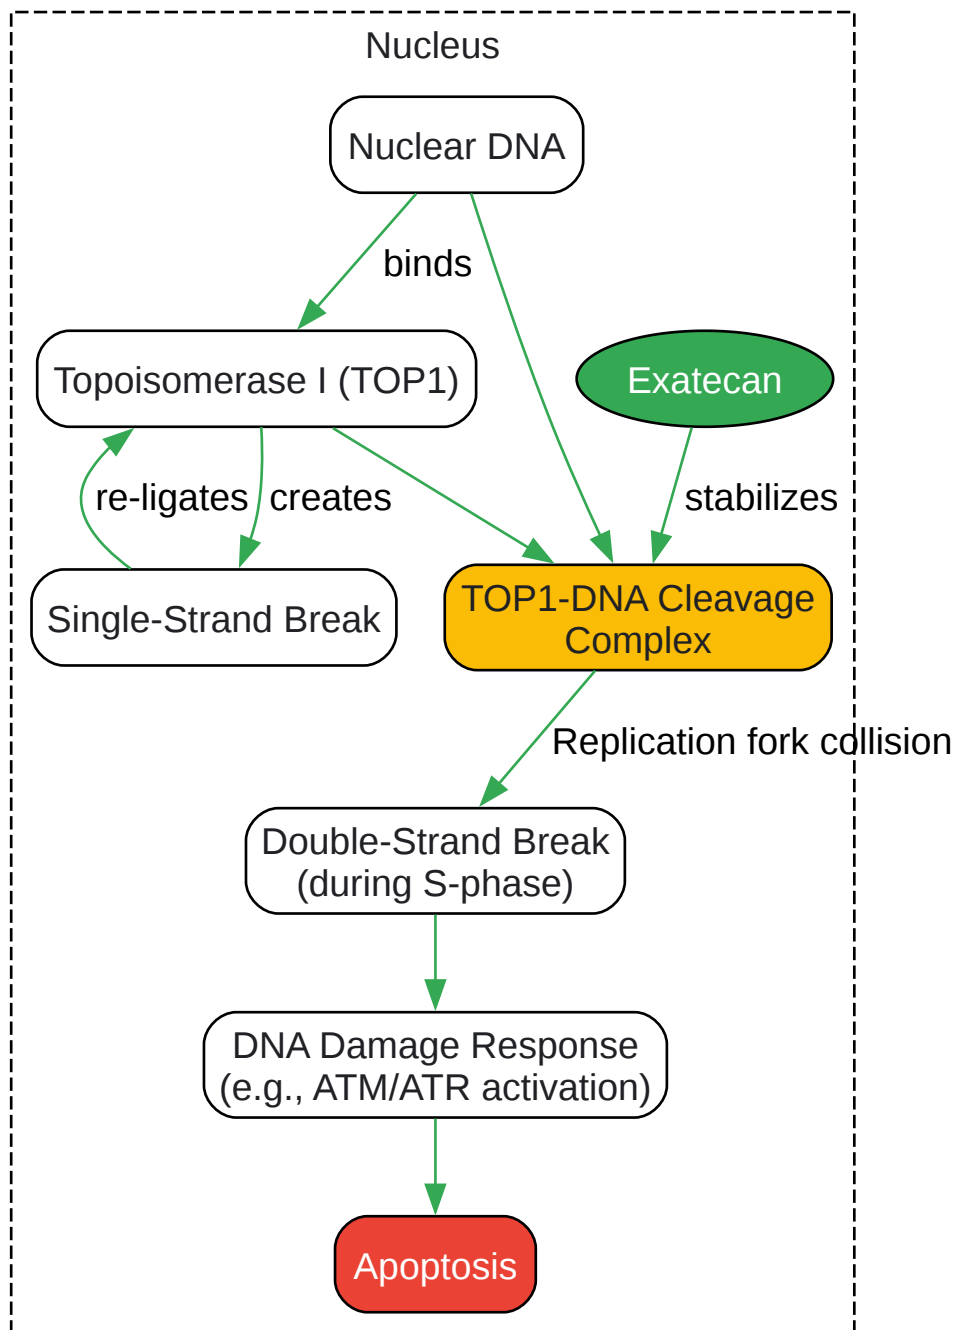 Nucleus
Nuclear DNA
binds
Topoisomerase I (TOP1)
Exatecan
re-ligates
creates
stabilizes
Single-Strand Break
TOP1-DNA Cleavage
Complex
Replication fork collision
Double-Strand Break
(during S-phase)
DNA Damage Response
(e.g., ATM/ATR activation)
Apoptosis